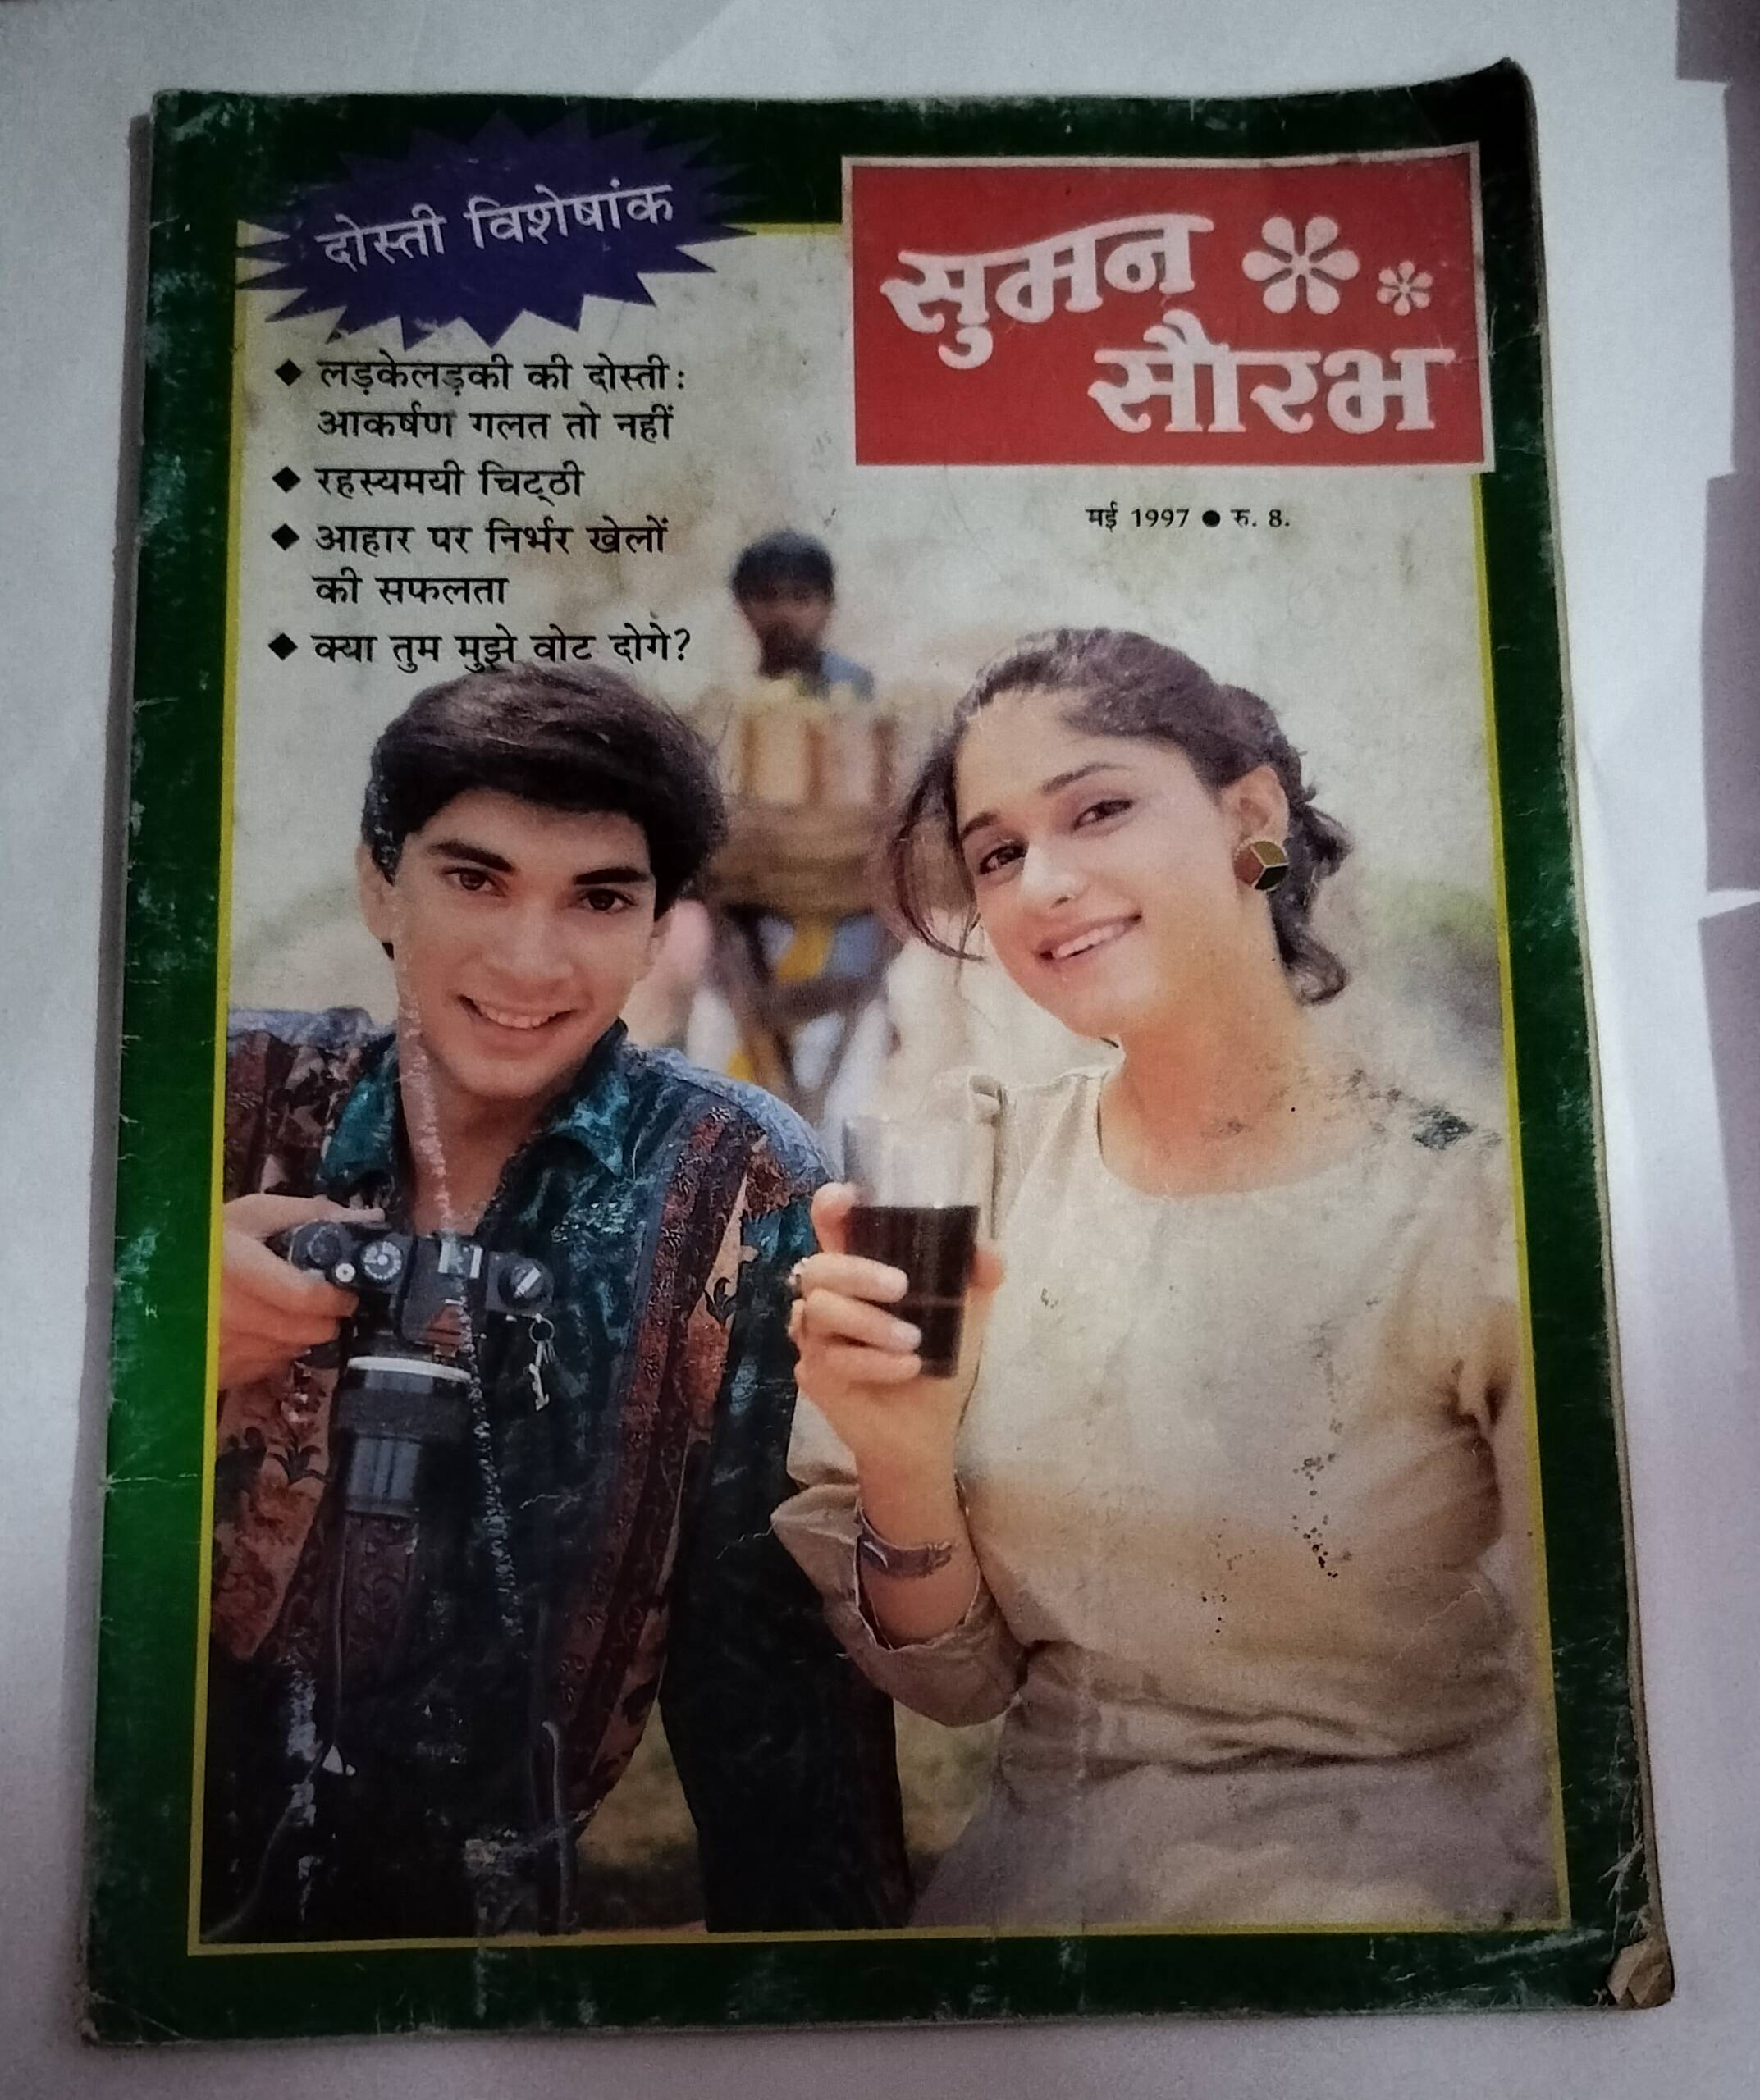 दोस्ती विशेषांक
सुमन
सौरभ
मई 1997 ● रु. 8.
◆ लड़केलड़की की दोस्ती:
आकर्षण गलत तो नहीं
◆ रहस्यमयी चिट्ठी
◆ आहार पर निर्भर खेलों
की सफलता
◆ क्या तुम मुझे वोट दोगे?